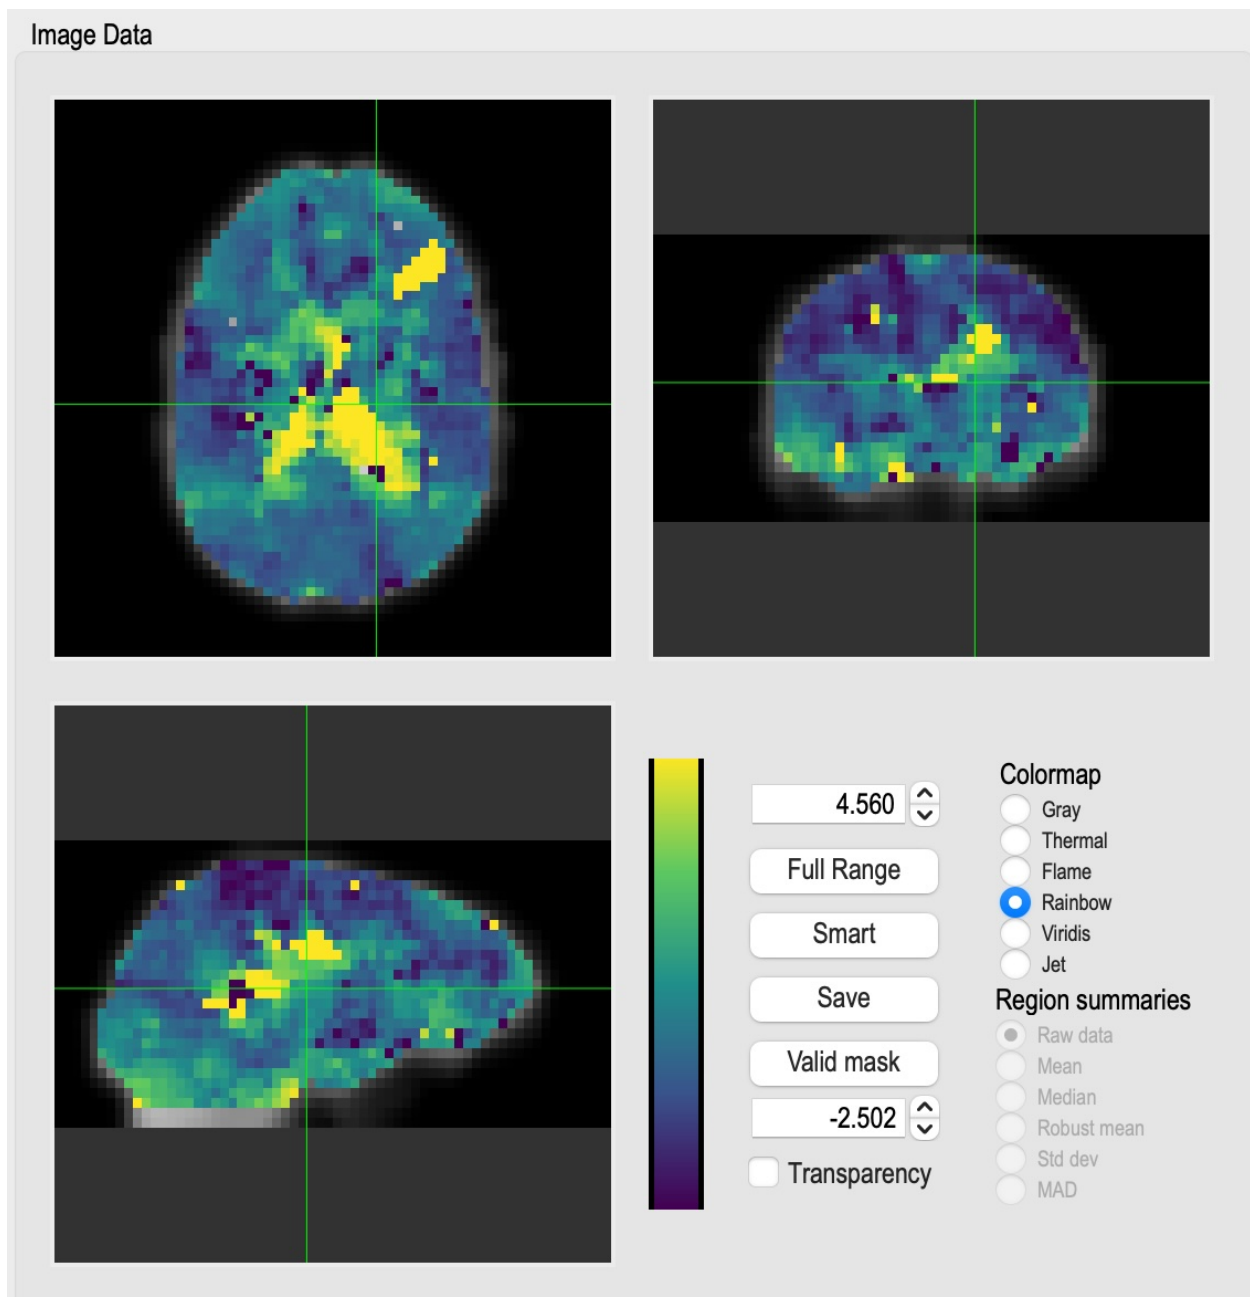 Image Data
4.560
Full Range
Smart
Save
Valid mask
-2.502
Transparency
Colormap
Gray
Thermal
Flame
Rainbow
Viridis
Jet
Region summaries
Raw data
Mean
Median
Robust mean
Std dev
MAD